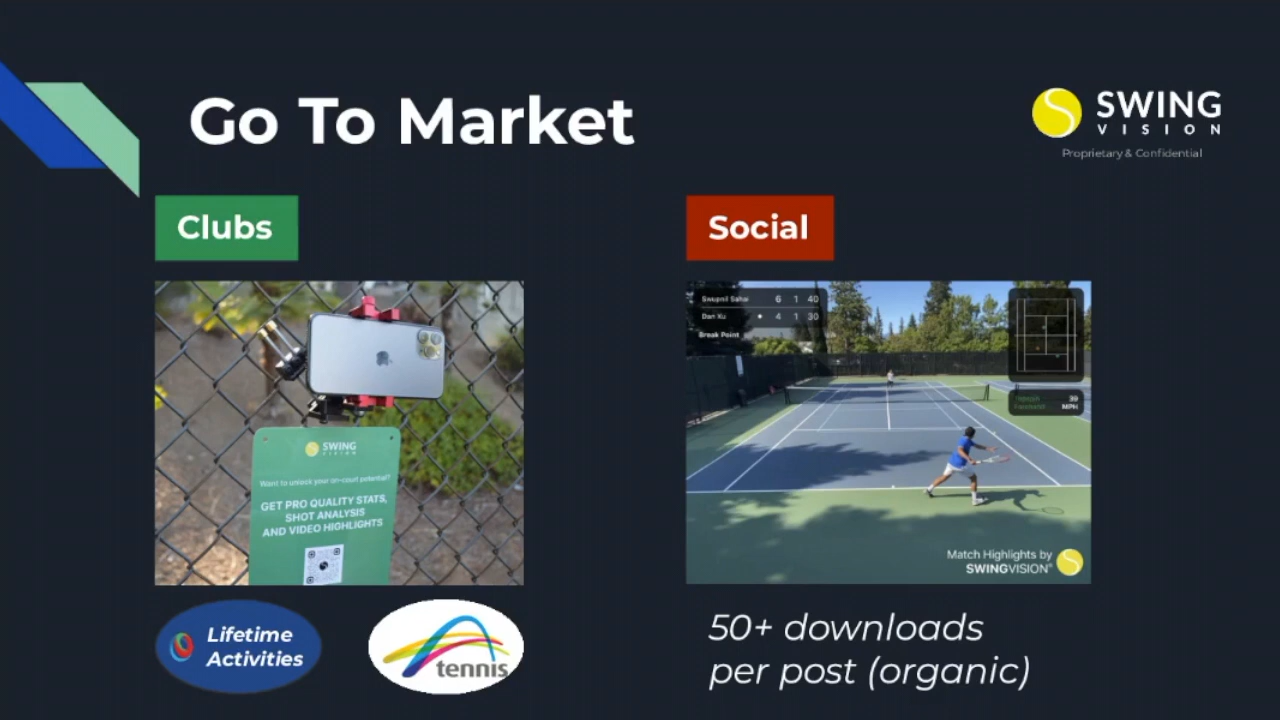 Go To Market
SWING
VISION
Proprietary & Confidential
Clubs
Social
SWING
VISION
Want to unlock your on-court potential?
GET PRO QUALITY STATS,
SHOT ANALYSIS
AND VIDEO HIGHLIGHTS
Swupnil Sahai 6 1 40
Dan Xu • 4 1 30
Break Point
39
MPH
Match Highlights by
SWINGVISION
Lifetime
Activities
tennis
50+ downloads
per post (organic)